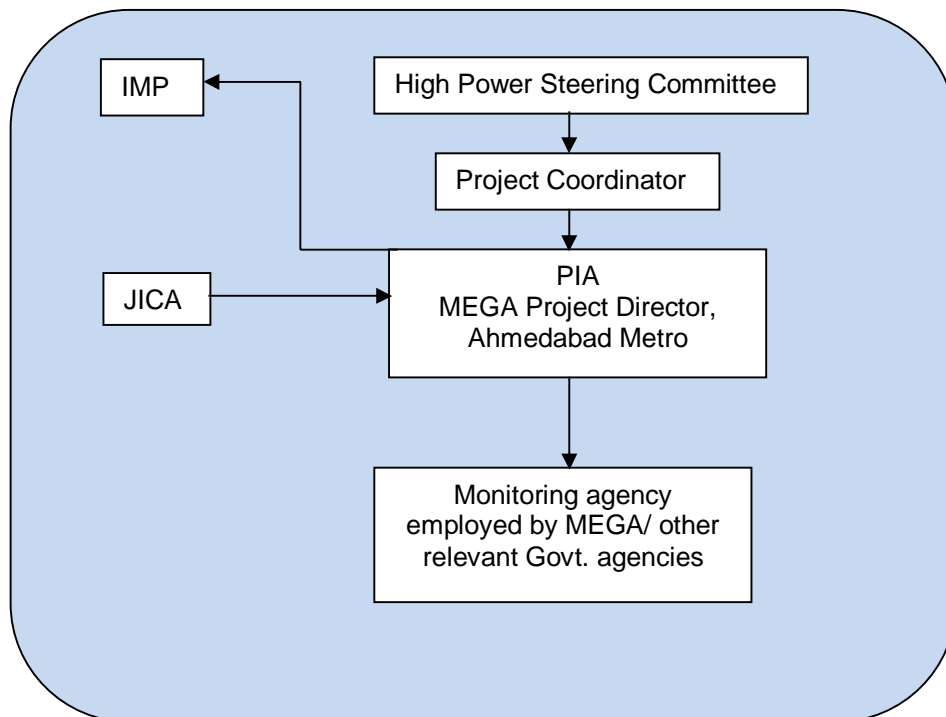 IMP
High Power Steering Committee
Project Coordinator
PIA
MEGA Project Director,
Ahmedabad Metro
JICA
Monitoring agency
employed by MEGA/ other
relevant Govt. agencies